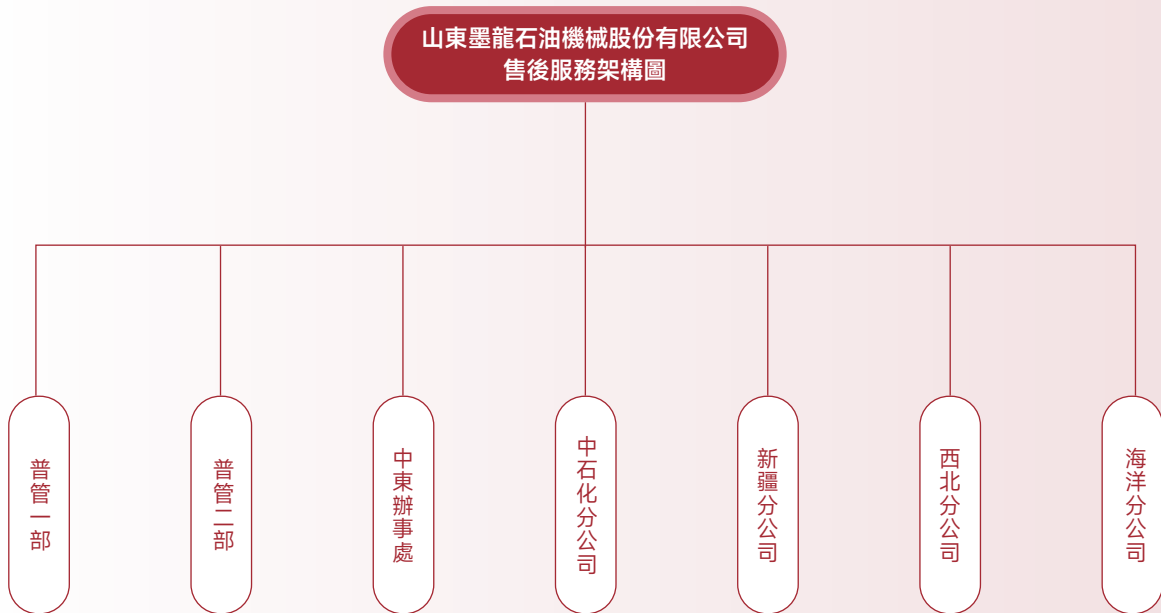 山東墨龍石油機械股份有限公司
售後服務架構圖
普管一部
普管二部
中東辦事處
中石化分公司
新疆分公司
西北分公司
海洋分公司